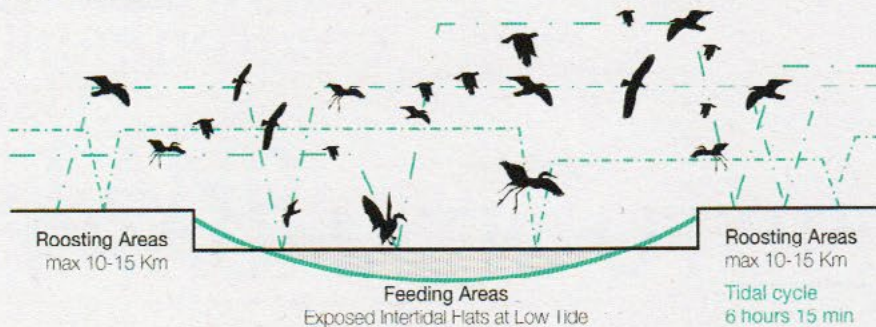 Roosting Areas
max 10-15 Km
Feeding Areas
Exposed Intertidal Flats at Low Tide
Roosting Areas
max 10-15 Km
Tidal cycle
6 hours 15 min